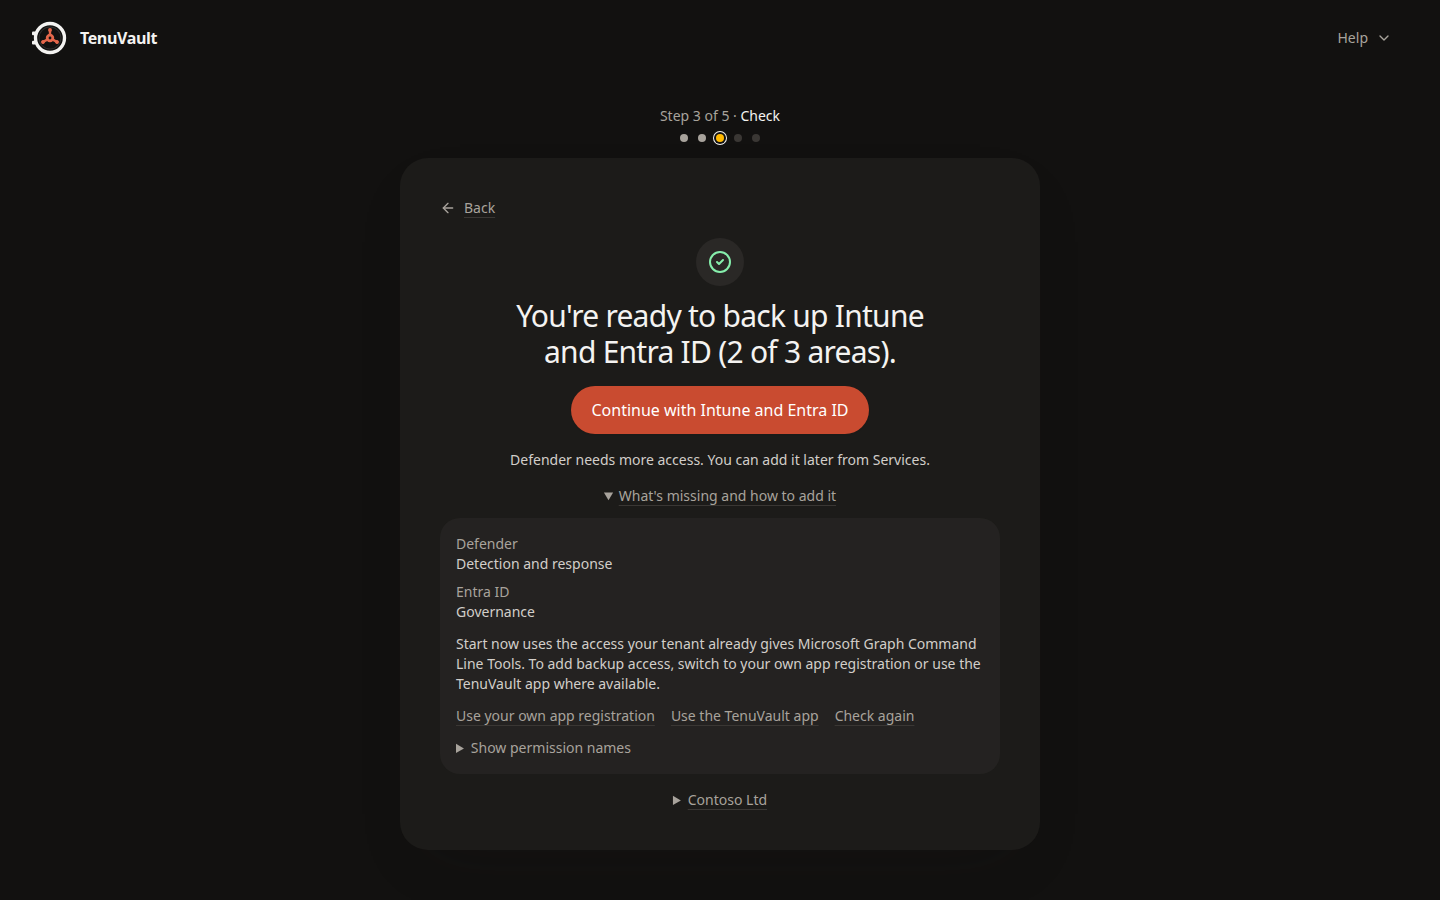 TenuVault
Help
Step 3 of 5 · Check
Back
You're ready to back up Intune
and Entra ID (2 of 3 areas).
Continue with Intune and Entra ID
Defender needs more access. You can add it later from Services.
What's missing and how to add it
Defender
Detection and response
Entra ID
Governance
Start now uses the access your tenant already gives Microsoft Graph Command
Line Tools. To add backup access, switch to your own app registration or use the
TenuVault app where available.
Use your own app registration Use the TenuVault app Check again
Show permission names
Contoso Ltd